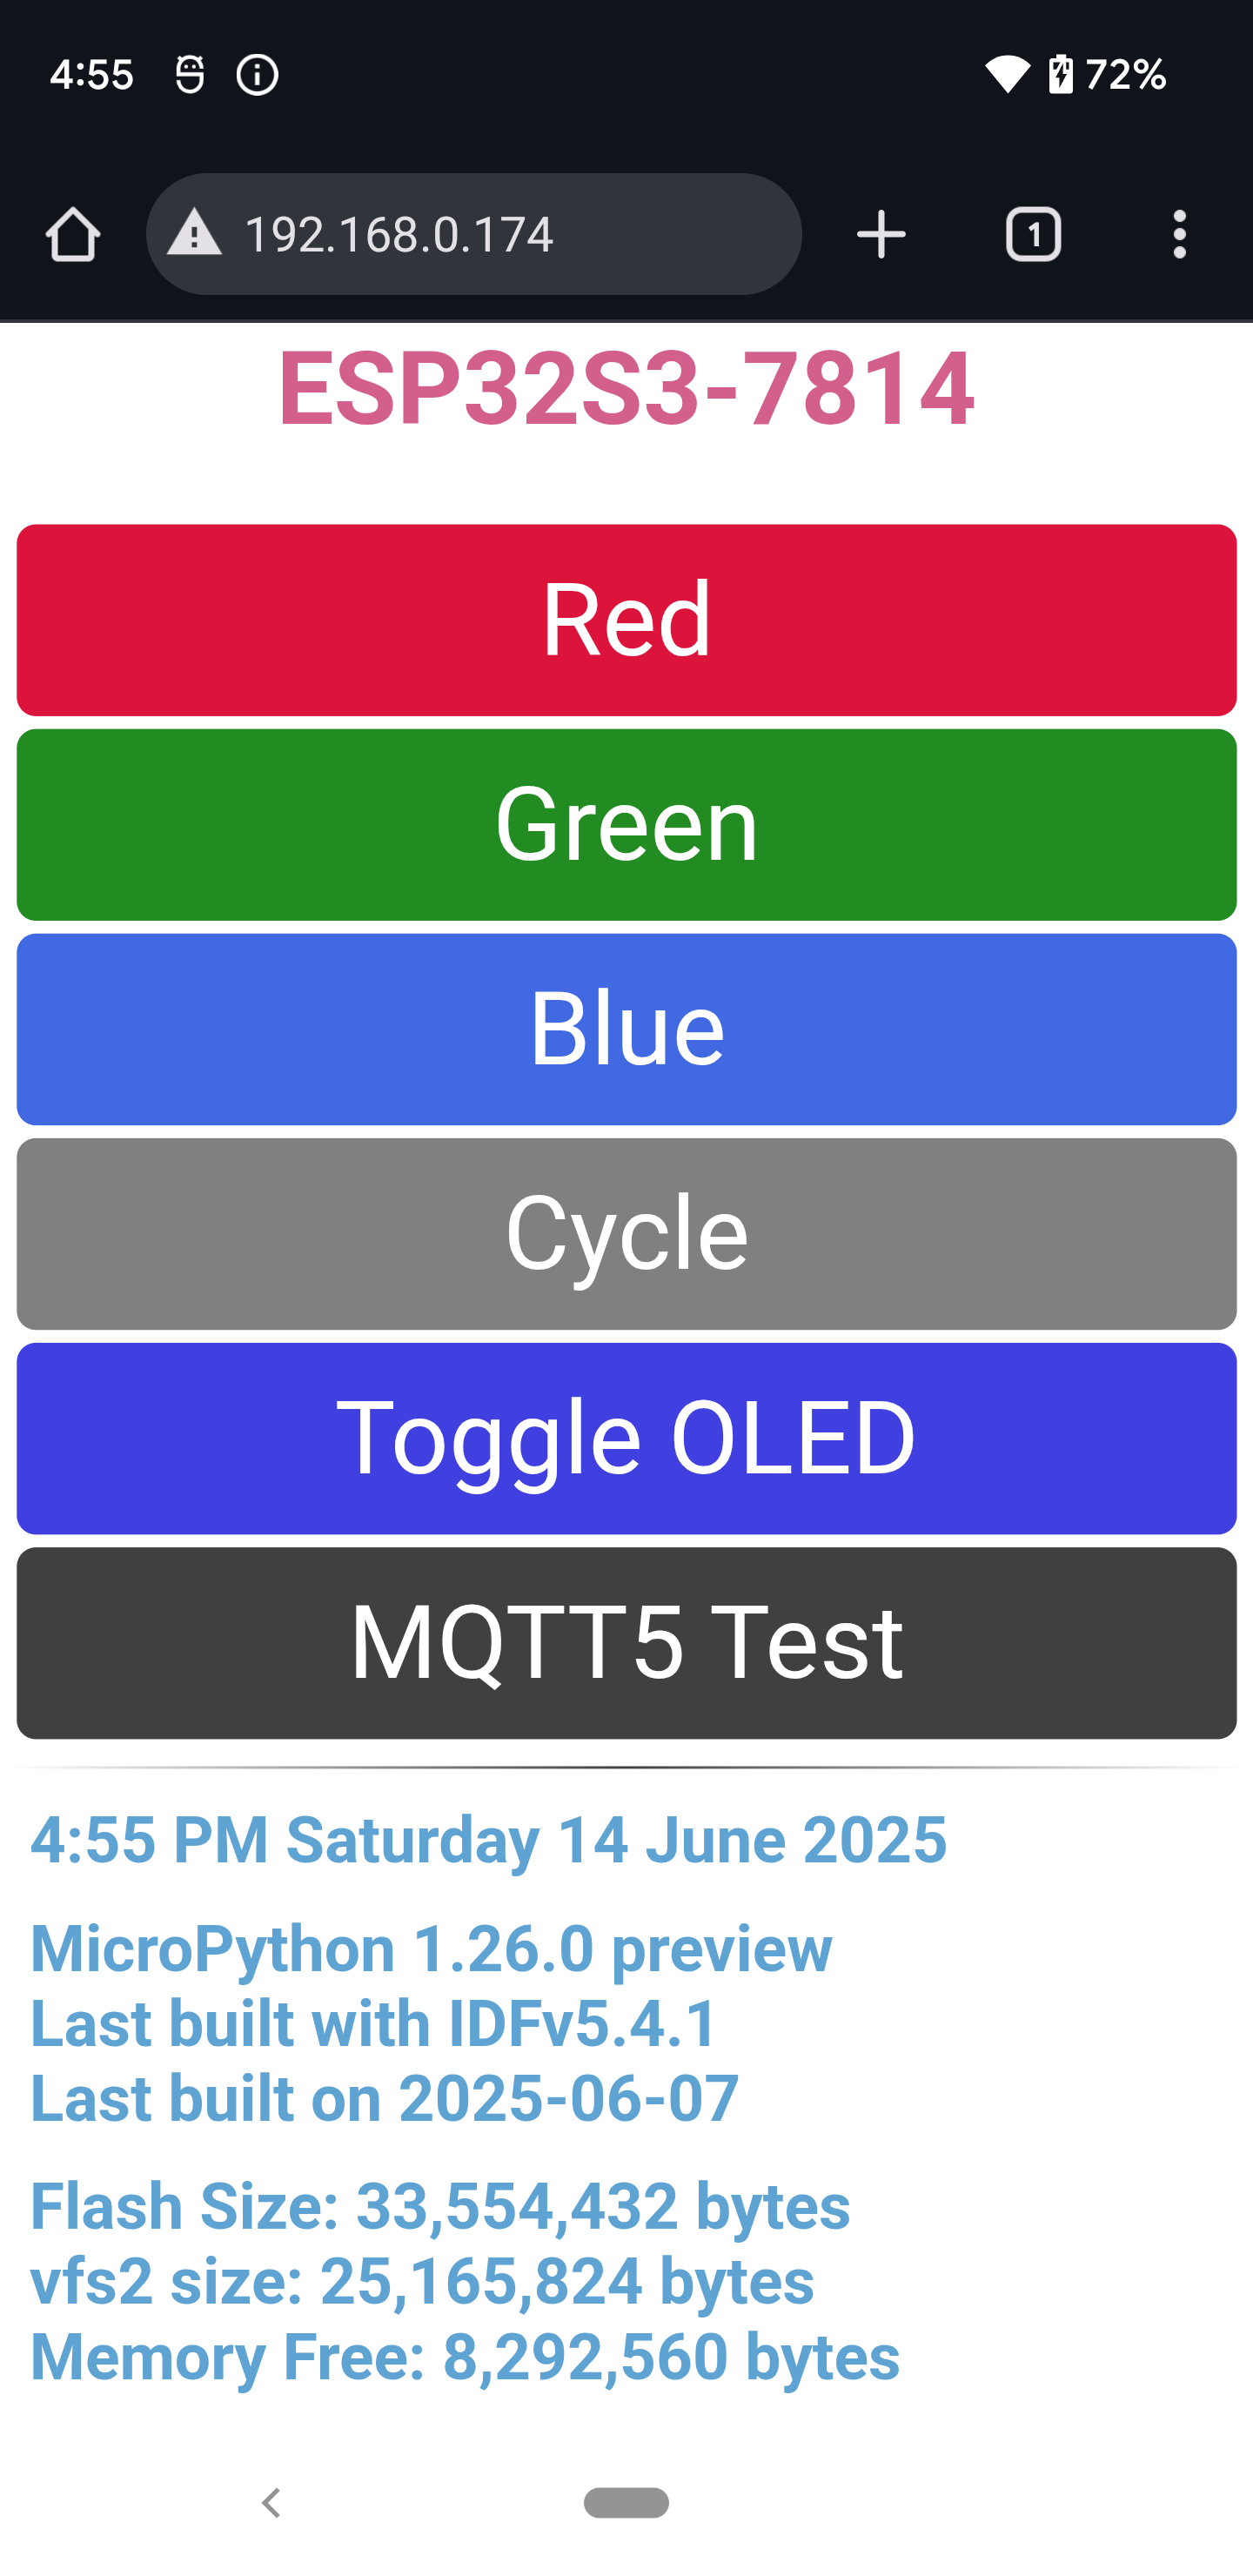 4:55
72%
192.168.0.174
1
ESP32S3-7814
Red
Green
Blue
Cycle
Toggle OLED
MQTT5 Test
4:55 PM Saturday 14 June 2025
MicroPython 1.26.0 preview
Last built with IDFv5.4.1
Last built on 2025-06-07
Flash Size: 33,554,432 bytes
vfs2 size: 25,165,824 bytes
Memory Free: 8,292,560 bytes